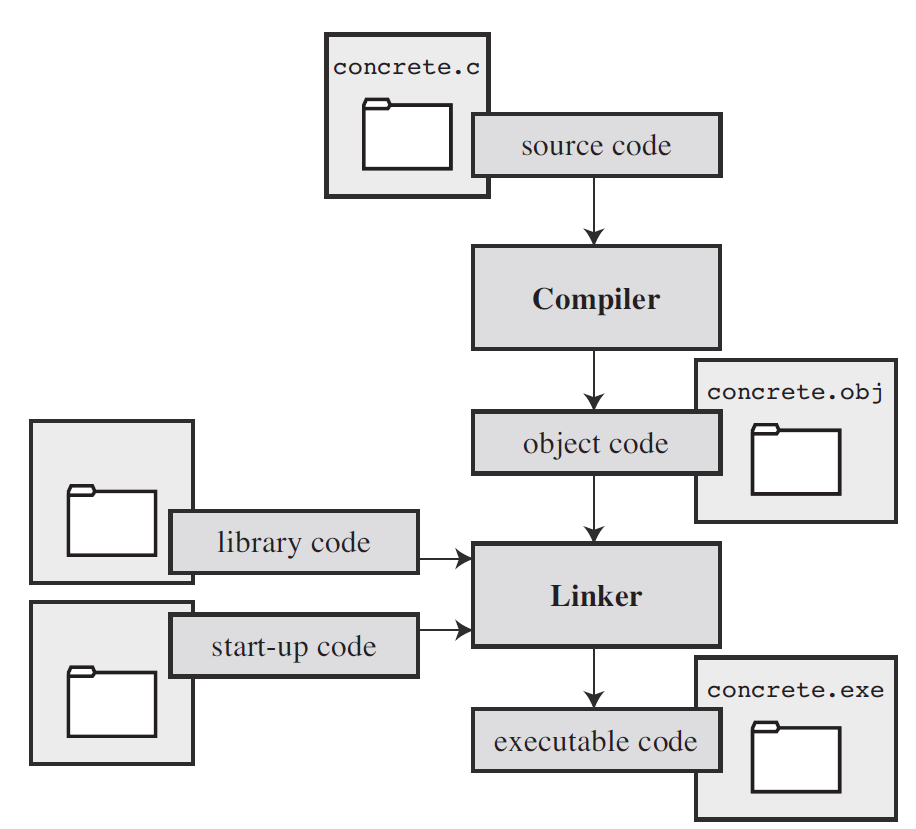 concrete.c
source code
Compiler
concrete.obj
object code
library code
Linker
start-up code
concrete.exe
executable code